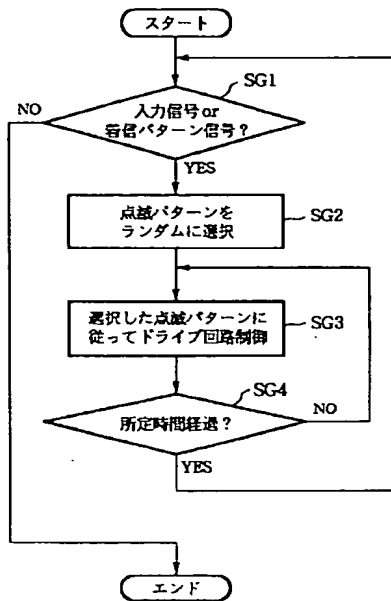 スタート
SG1
NO
入力信号or
着信パターン信号？
YES
点滅パターンを
ランダムに選択
SG2
選択した点滅パターンに
従ってドライブ回路制御
SG3
SG4
所定時間経過？
NO
YES
エンド